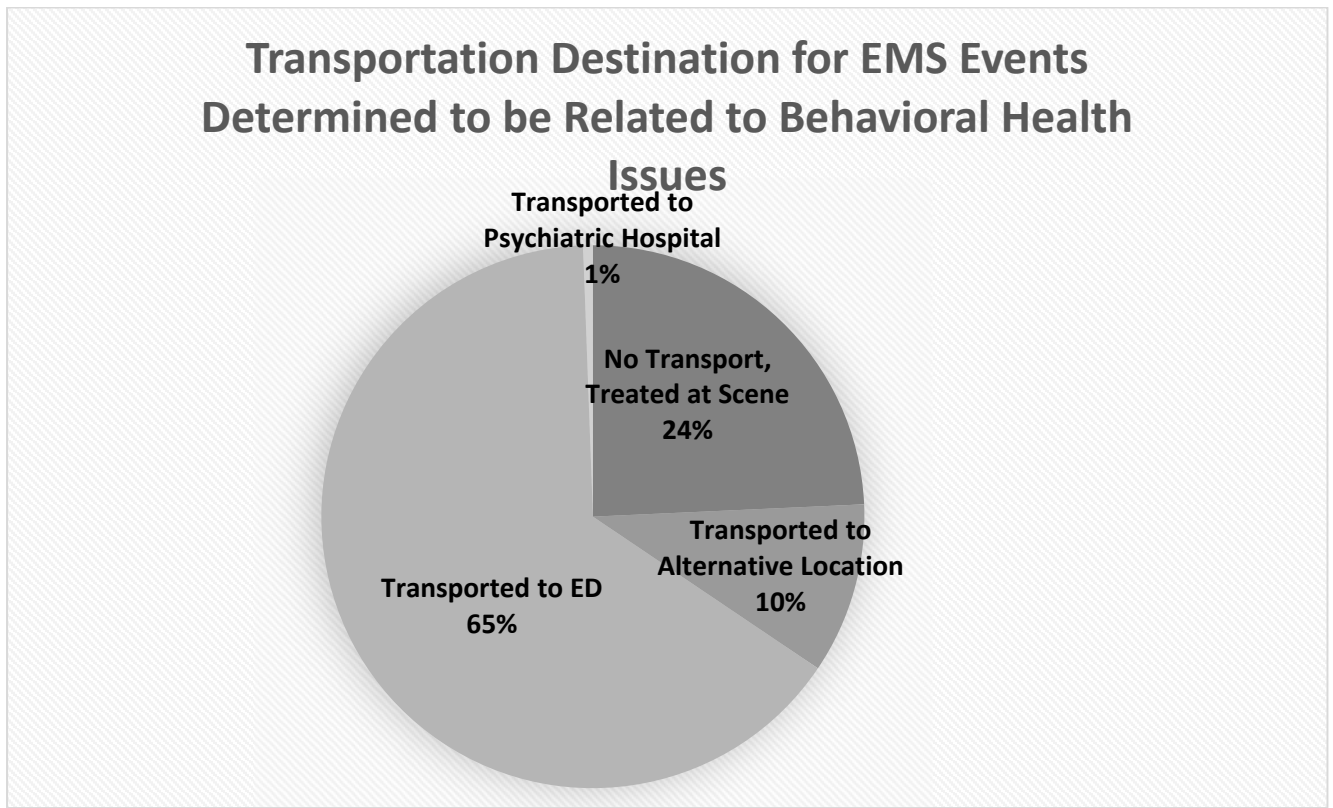 Transportation Destination for EMS Events
Determined to be Related to Behavioral Health
Issues
Transported to
Psychiatric Hospital
1%
No Transport,
Treated at Scene
24%
Transported to
Alternative Location
10%
Transported to ED
65%